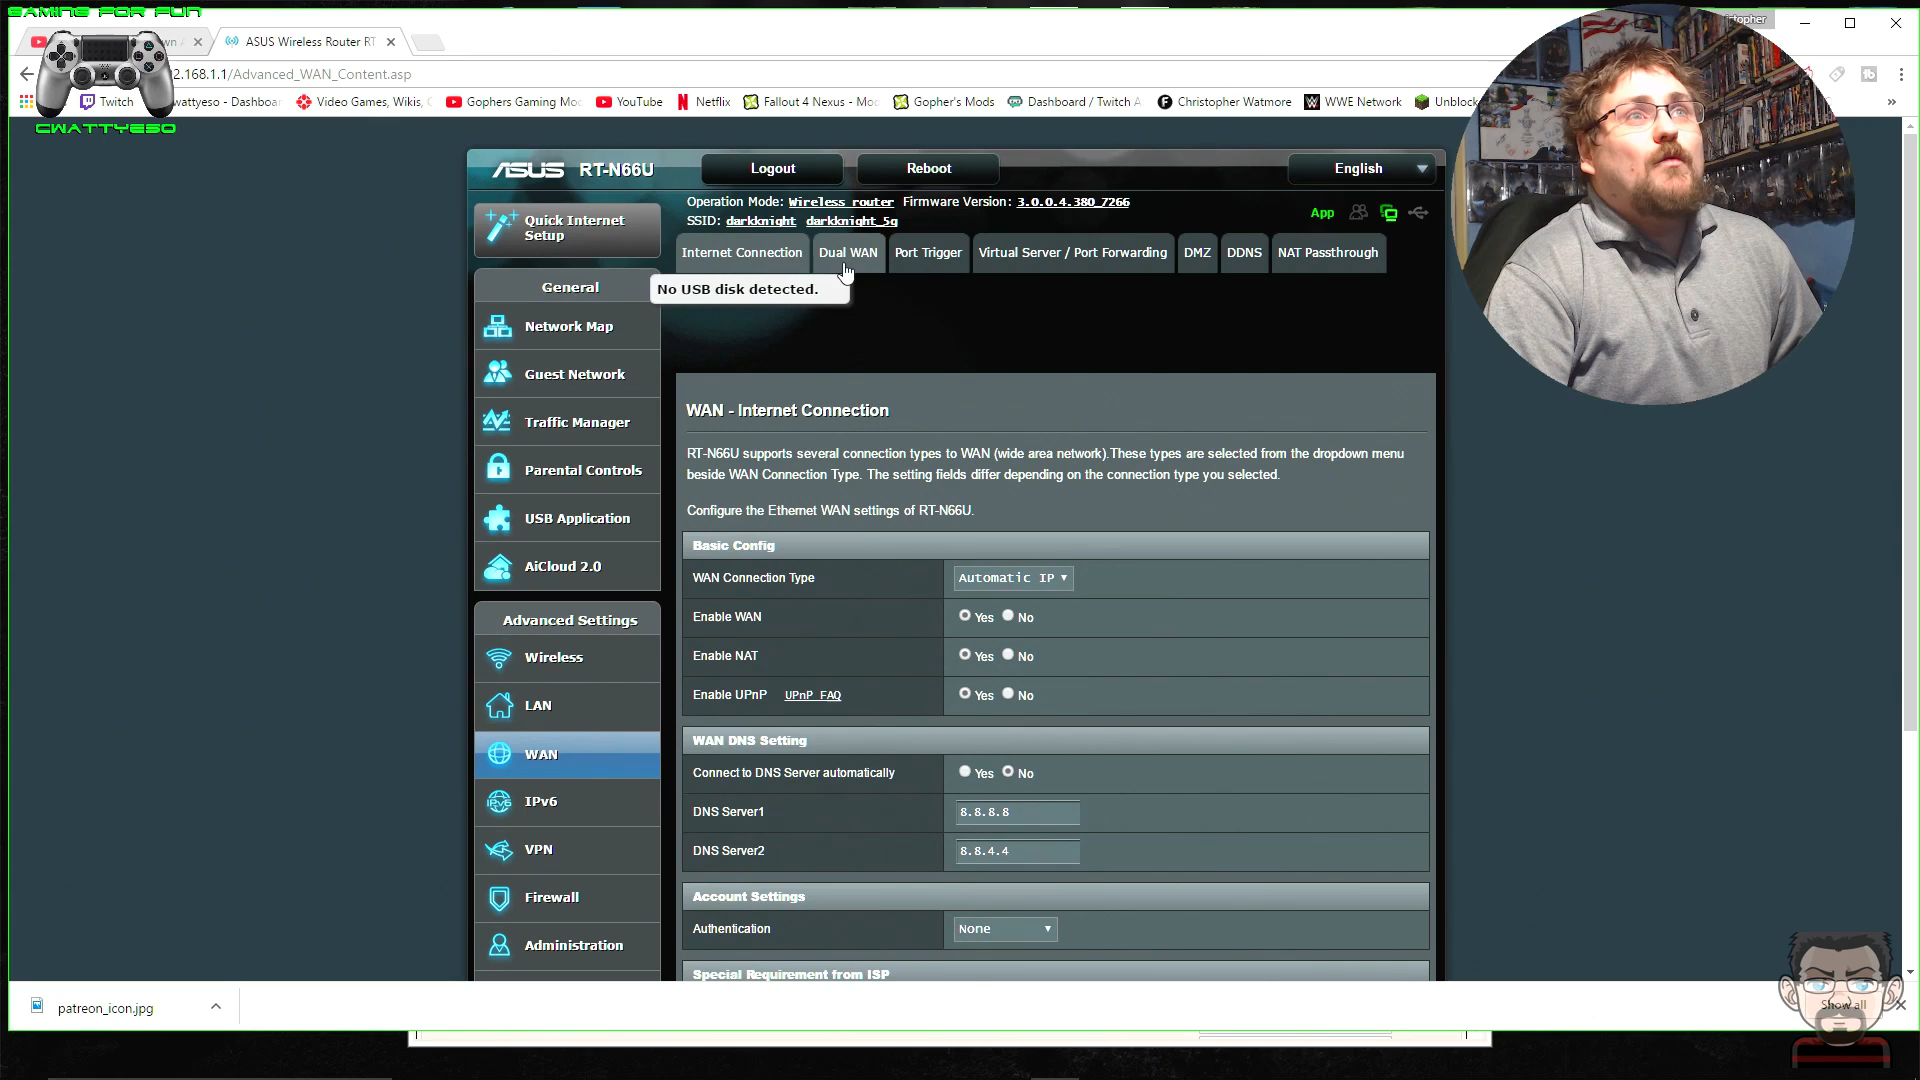 GAMING FOR FUN
CWATTYESO
ASUS Wireless Router RT
2.168.1.1/Advanced_WAN_Content.asp
Twitch
wattyeso - Dashboar
Video Games, Wikis,
Gophers Gaming Mo
YouTube
Netflix
Fallout 4 Nexus - Mo
Gopher's Mods
Dashboard / Twitch A
Christopher Watmore
WWE Network
Unblock
ASUS RT-N66U
Logout
Reboot
English
Operation Mode: Wireless router Firmware Version: 3.0.0.4.380_7266
SSID: darkknight darkknight_5g
App
Quick Internet
Setup
Internet Connection
Dual WAN
Port Trigger
Virtual Server / Port Forwarding
DMZ
DDNS
NAT Passthrough
No USB disk detected.
General
Network Map
Guest Network
Traffic Manager
Parental Controls
USB Application
AiCloud 2.0
Advanced Settings
Wireless
LAN
WAN
IPv6
VPN
Firewall
Administration
WAN - Internet Connection
RT-N66U supports several connection types to WAN (wide area network).These types are selected from the dropdown menu
beside WAN Connection Type. The setting fields differ depending on the connection type you selected.
Configure the Ethernet WAN settings of RT-N66U.
Basic Config
WAN Connection Type Automatic IP
Enable WAN Yes No
Enable NAT Yes No
Enable UPnP UPnP FAQ Yes No
WAN DNS Setting
Connect to DNS Server automatically Yes No
DNS Server1 8.8.8.8
DNS Server2 8.8.4.4
Account Settings
Authentication None
Special Requirement from ISP
patreon_icon.jpg
Show all